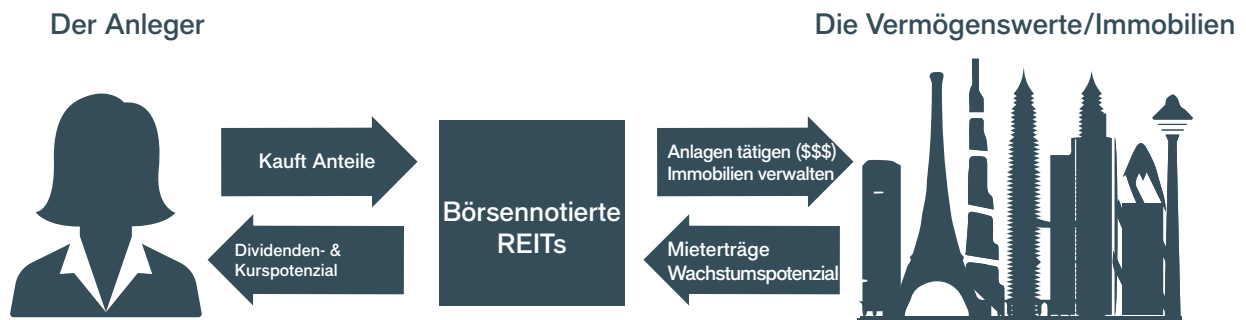 Der Anleger
Die Vermögenswerte/Immobilien
Kauft Anteile
Dividenden- &
Kurspotenzial
Börsennotierte
REITs
Anlagen tätigen ($$$)
Immobilien verwalten
Mieterträge
Wachstumspotenzial